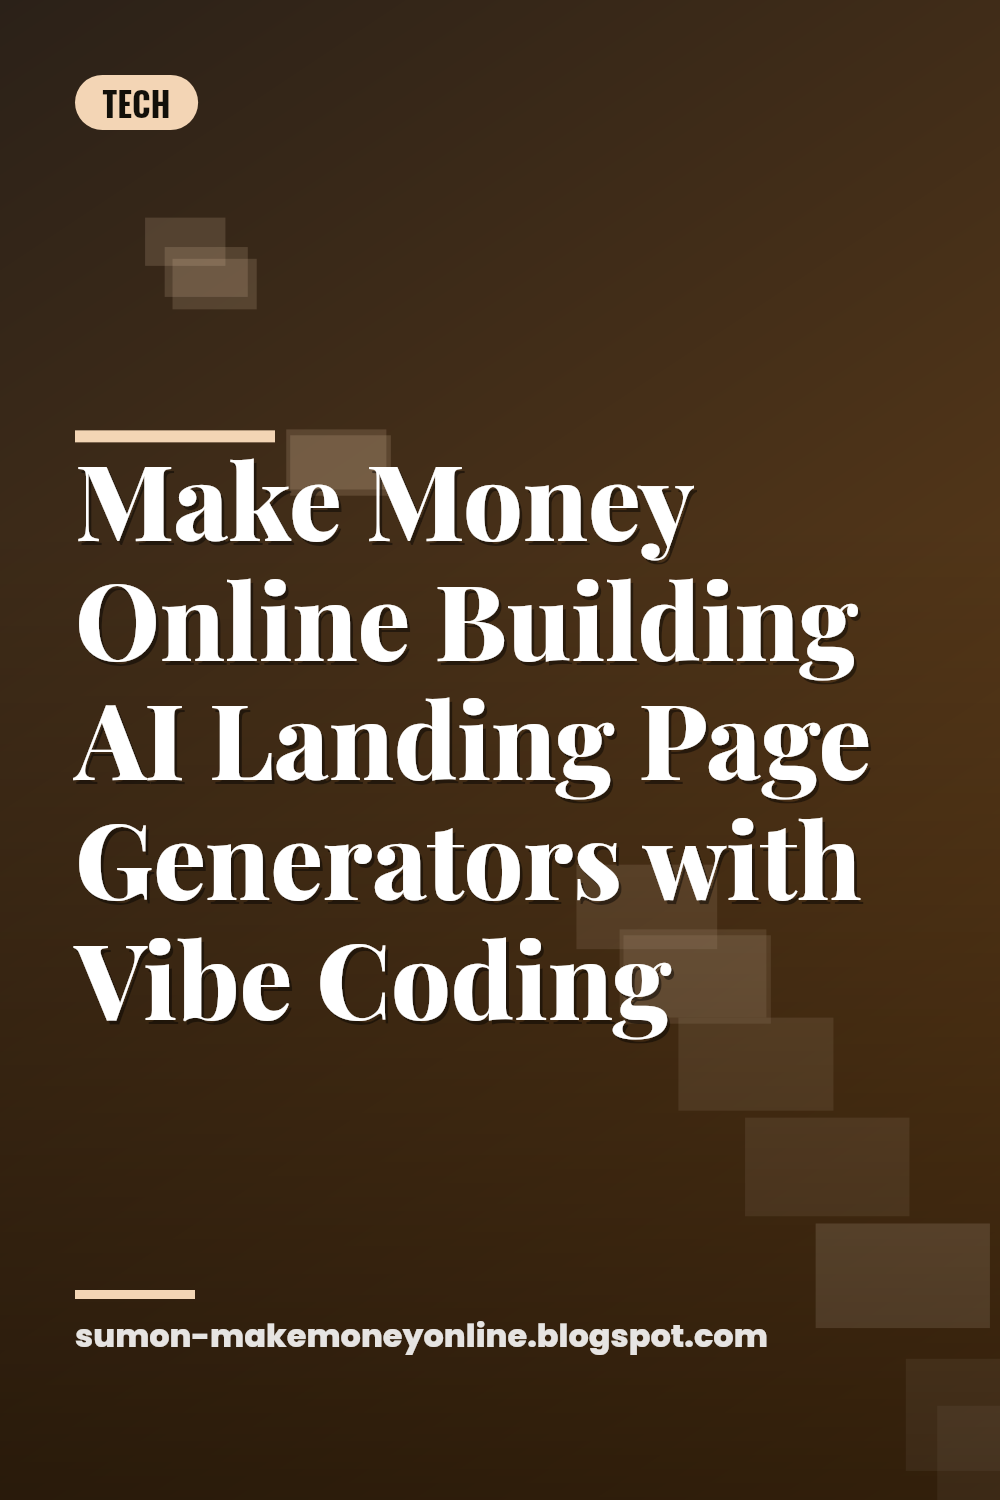 TECH
Make Money
Online Building
AI Landing Page
Generators with
Vibe Coding
sumon-makemoneyonline.blogspot.com